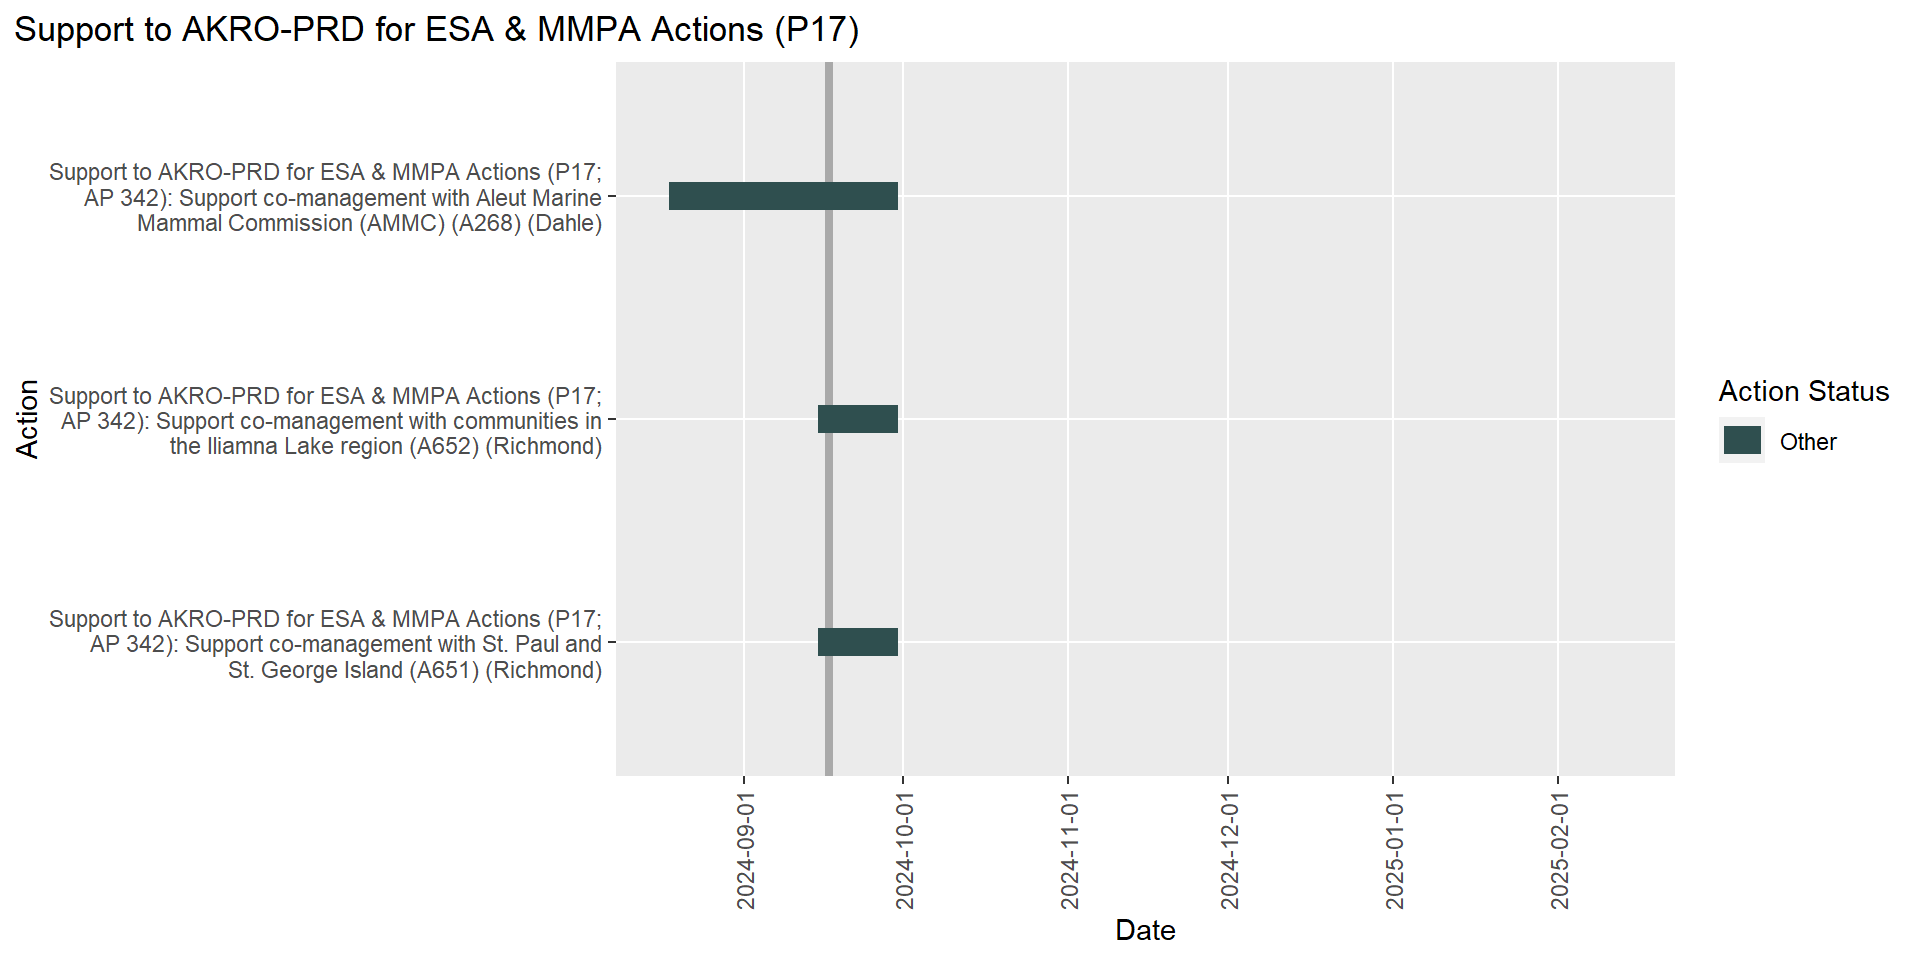 Support to AKRO-PRD for ESA & MMPA Actions (P17)
Support to AKRO-PRD for ESA & MMPA Actions (P17;
AP 342): Support co-management with Aleut Marine
Mammal Commission (AMMC) (A268) (Dahle)
Support to AKRO-PRD for ESA & MMPA Actions (P17;
AP 342): Support co-management with communities in
the Iliamna Lake region (A652) (Richmond)
Support to AKRO-PRD for ESA & MMPA Actions (P17;
AP 342): Support co-management with St. Paul and
St. George Island (A651) (Richmond)
Action
2024-09-01
2024-10-01
2024-11-01
2024-12-01
2025-01-01
2025-02-01
Date
Action Status
Other